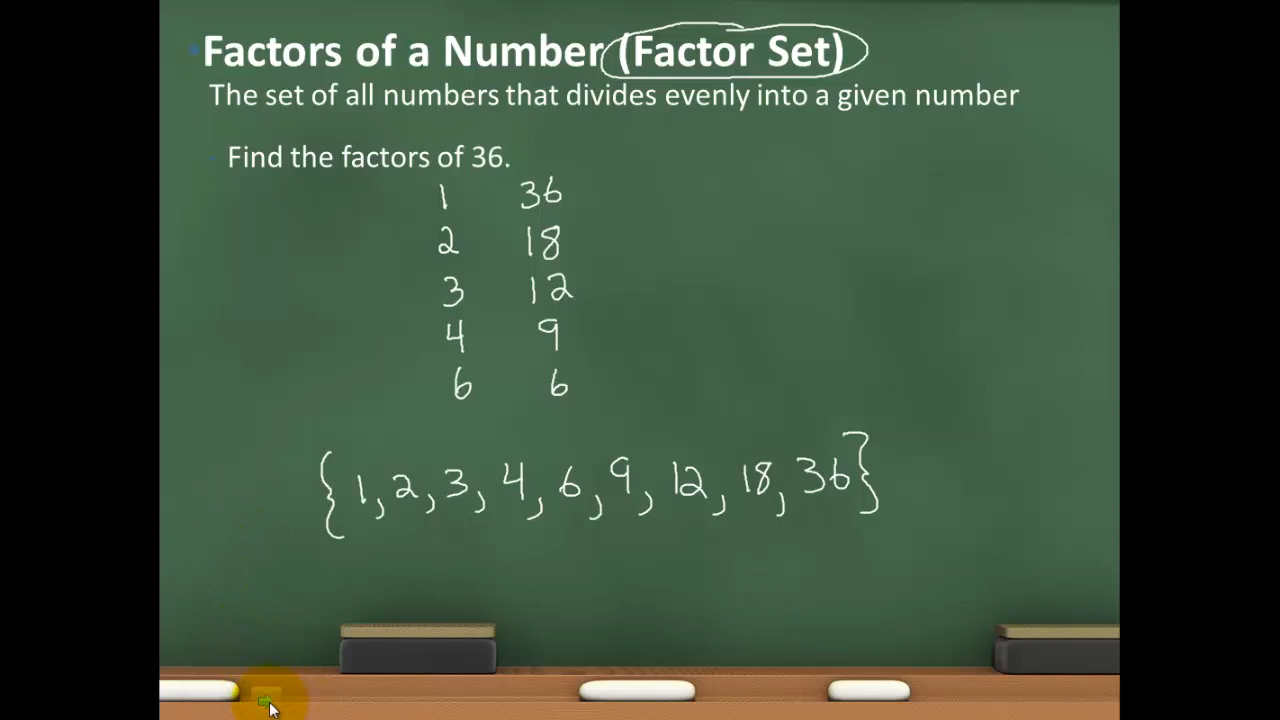 Factors of a Number (Factor Set)
The set of all numbers that divides evenly into a given number
Find the factors of 36.
1 36
2 18
3 12
4 9
6 6
{1, 2, 3, 4, 6, 9, 12, 18, 36}